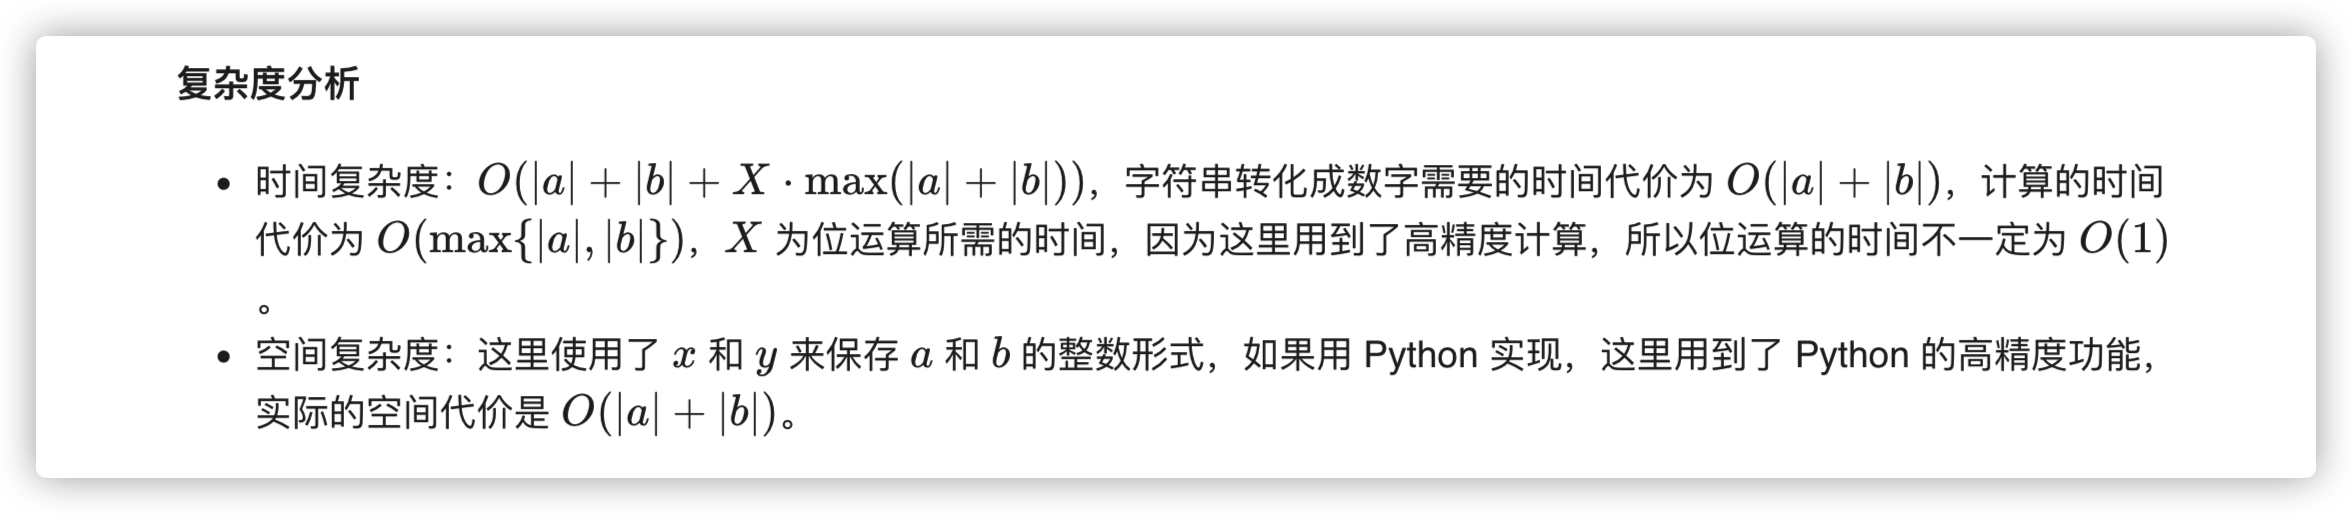 复杂度分析
• 时间复杂度：O(|a| + |b| + X · max(|a| + |b|))，字符串转化成数字需要的时间代价为 O(|a| + |b|)，计算的时间
代价为 O(max{|a|, |b|})，X 为位运算所需的时间，因为这里用到了高精度计算，所以位运算的时间不一定为 O(1)
。
• 空间复杂度：这里使用了 x 和 y 来保存 a 和 b 的整数形式，如果用 Python 实现，这里用到了 Python 的高精度功能，
实际的空间代价是 O(|a| + |b|)。